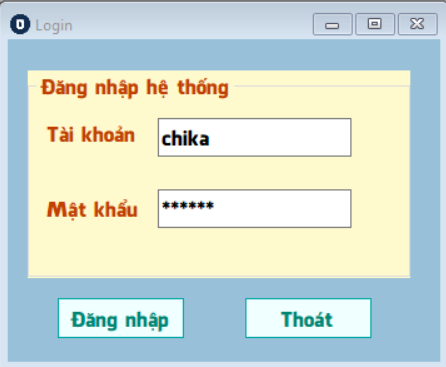 Login
Đăng nhập hệ thống
Tài khoản chika
Mật khẩu ******
Đăng nhập Thoát